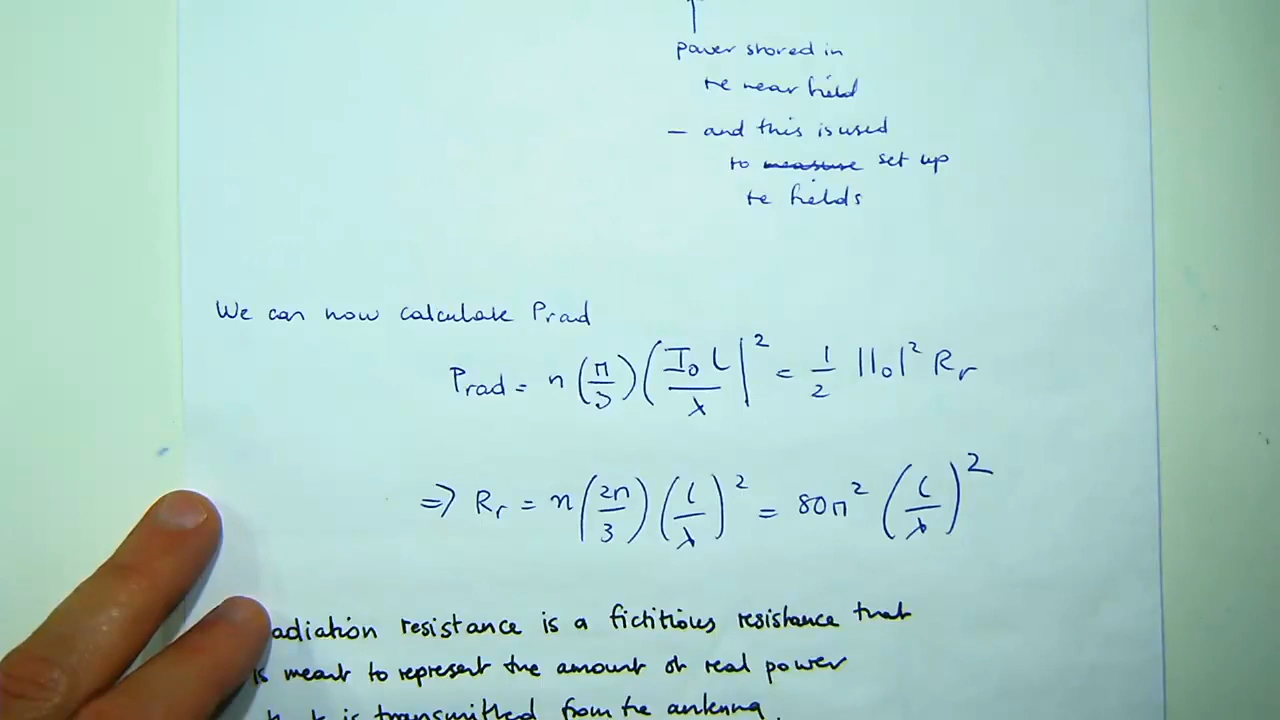 power stored in
te near field
— and this is used
to measure set up
te fields
We can now calculate Prad
Prad = η (π/3) (I₀ l/λ|² = 1/2 |I₀|² Rr
=> Rr = η (2π/3) (l/λ)² = 80π² (l/λ)²
adiation resistance is a fictitious resistance that
is meant to represent the amount of real power
is transmitted from the antenna.